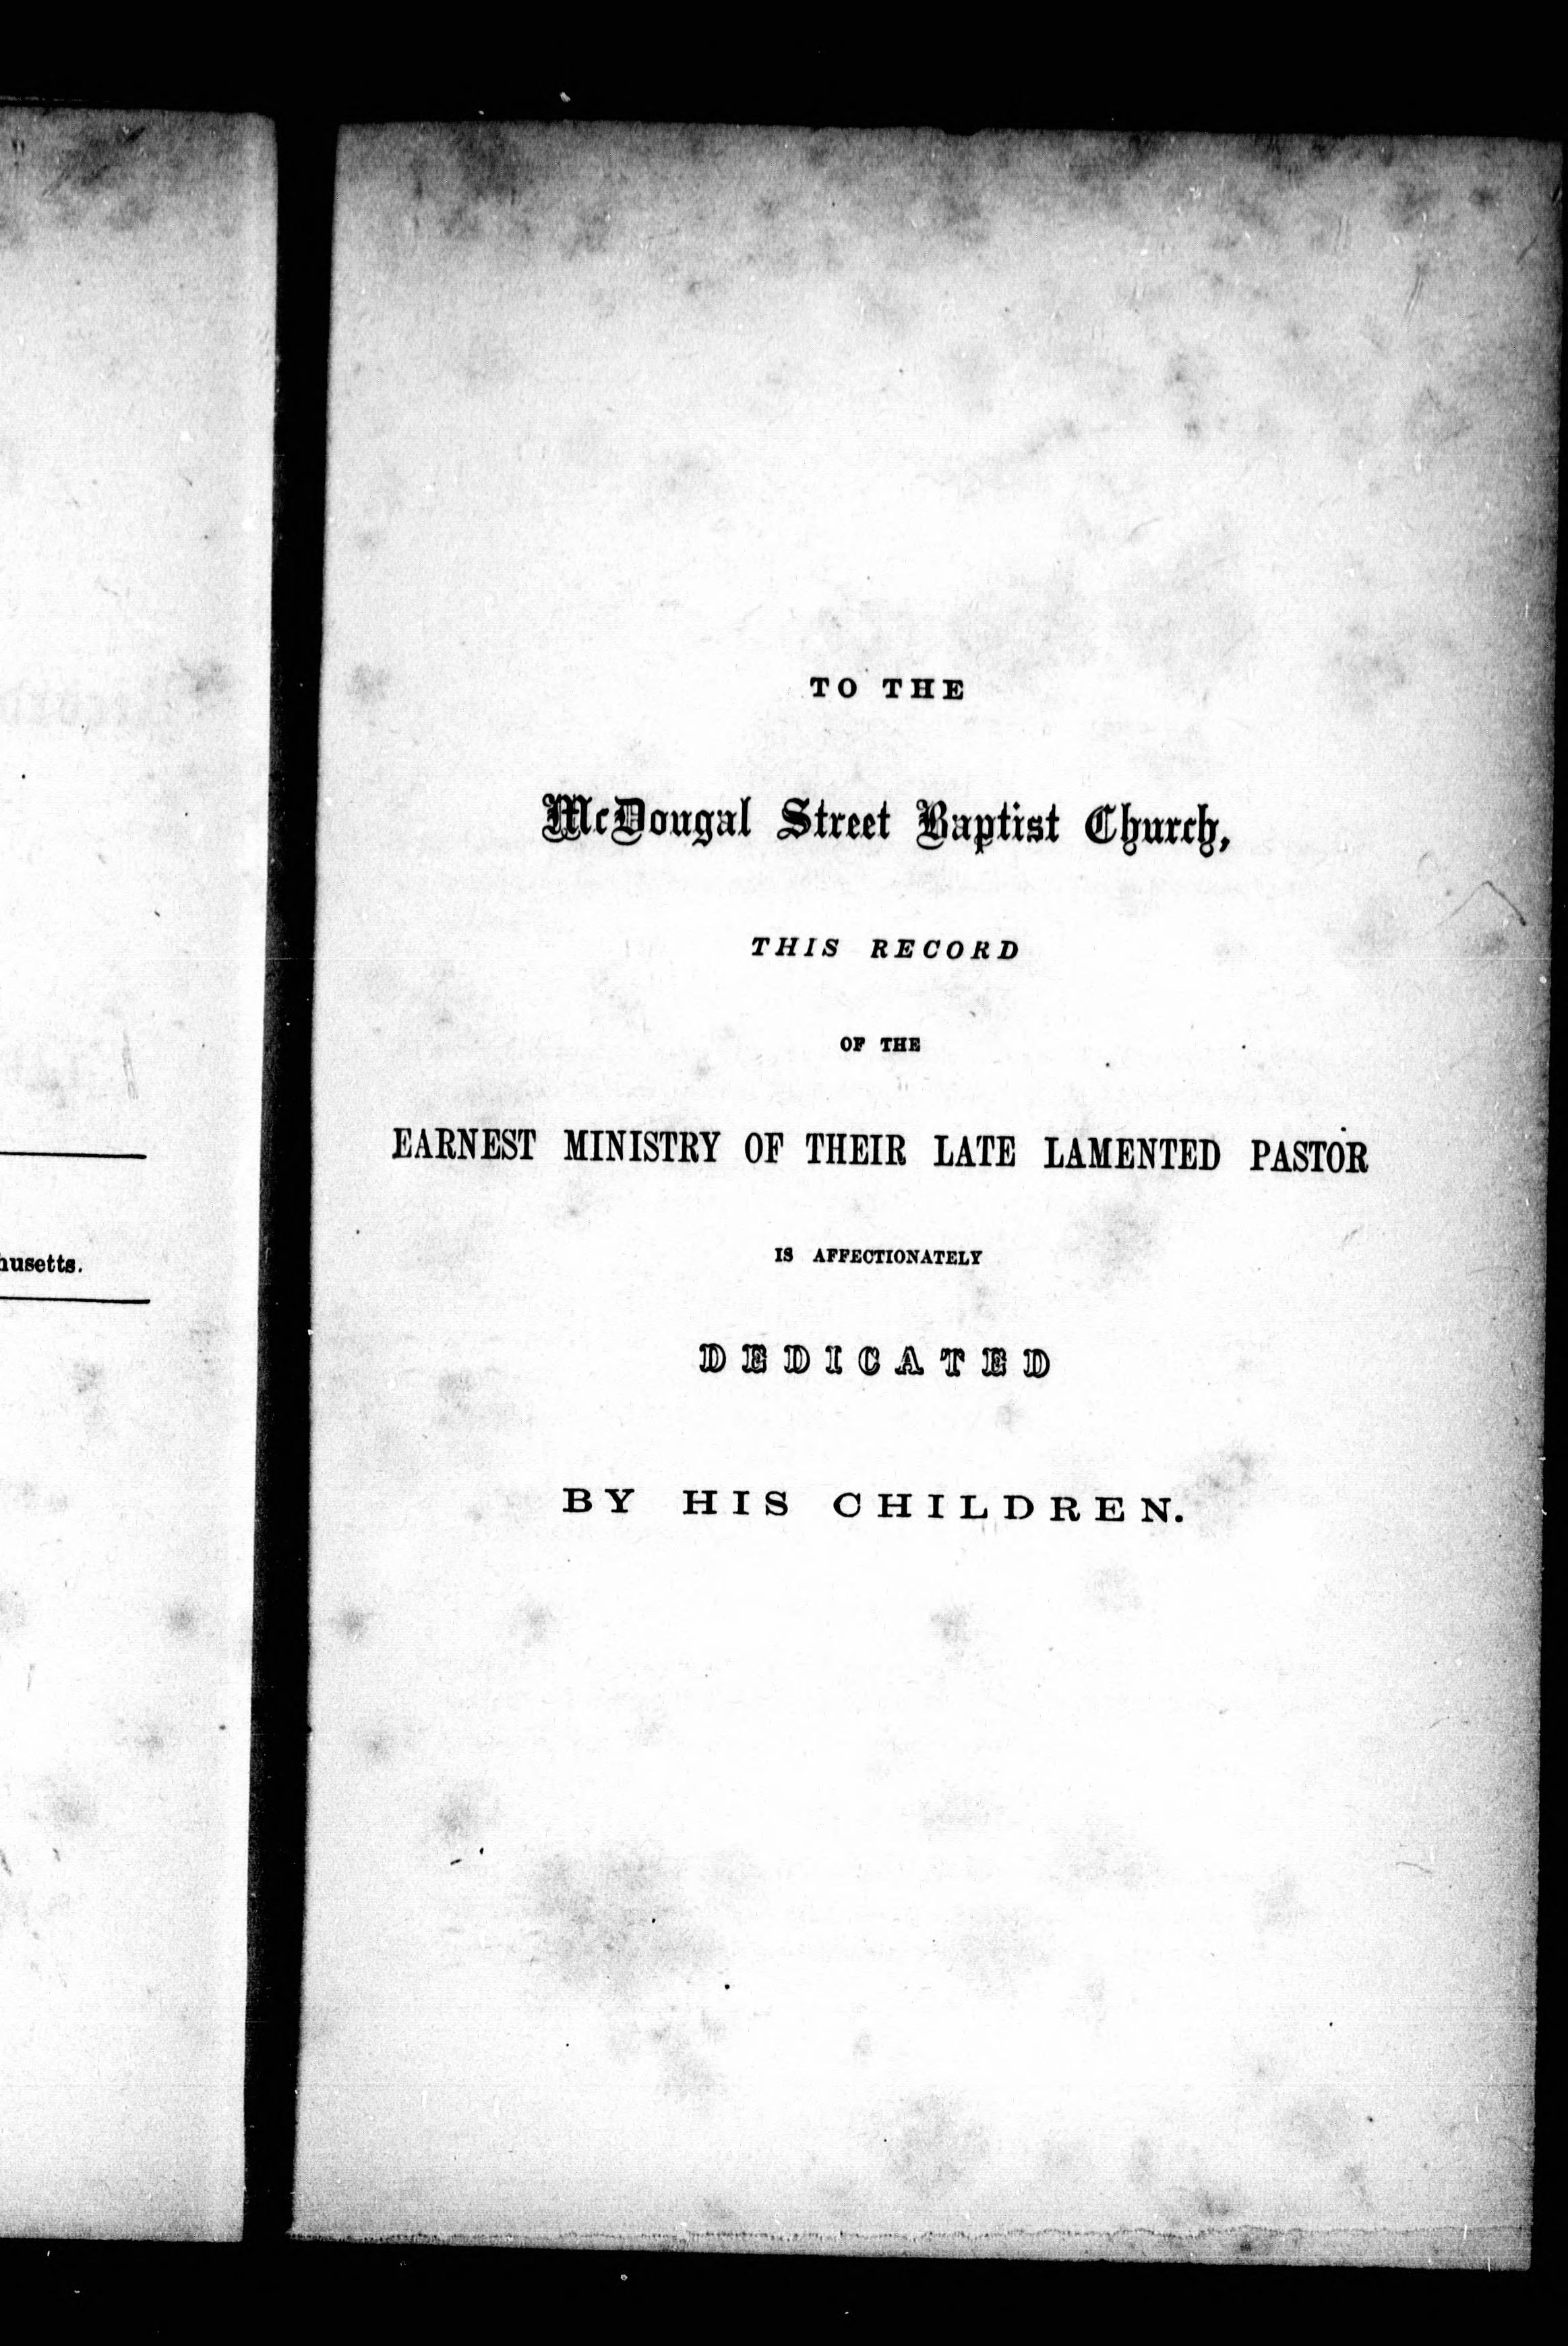 husetts.
TO THE
McDougal Street Baptist Church,
THIS RECORD
OF THE
EARNEST MINISTRY OF THEIR LATE LAMENTED PASTOR
IS AFFECTIONATELY
DEDICATED
BY HIS CHILDREN.